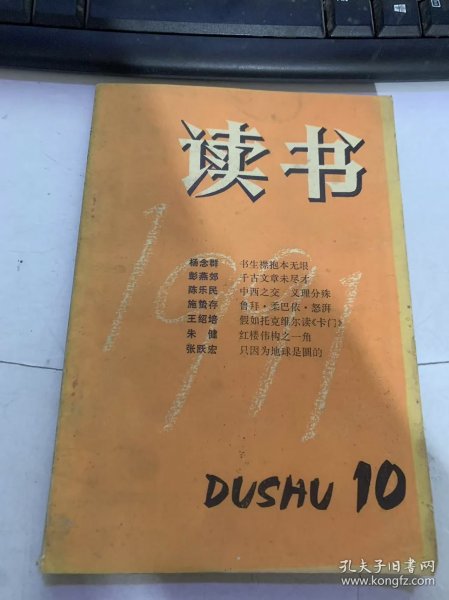 读书
1991
杨念群 书生襟抱本无垠
彭燕郊 千古文章未尽才
陈乐民 中西之交 义理分殊
施蛰存 鲁拜·柔巴依·怒湃
王绍培 假如托克维尔读《卡门》
朱健 红楼伟构之一角
张跃宏 只因为地球是圆的
DUSHU 10
孔夫子旧书网
www.kongfz.com